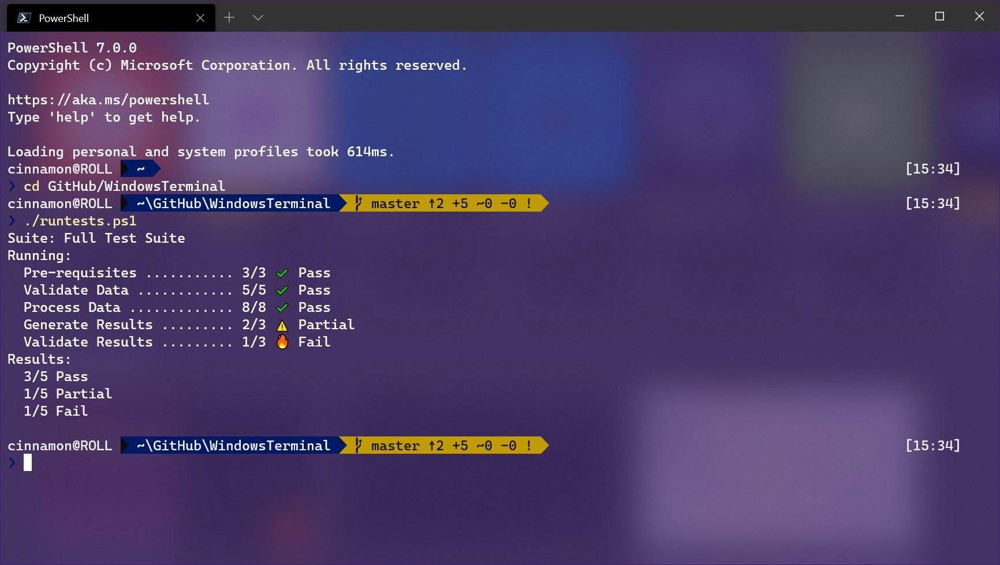 PowerShell
PowerShell 7.0.0
Copyright (c) Microsoft Corporation. All rights reserved.
https://aka.ms/powershell
Type 'help' to get help.
Loading personal and system profiles took 614ms.
cinnamon@ROLL ~ [15:34]
❯ cd GitHub/WindowsTerminal
cinnamon@ROLL ~\GitHub\WindowsTerminal master ↑2 +5 ~0 -0 ! [15:34]
❯ ./runtests.ps1
Suite: Full Test Suite
Running:
Pre-requisites ........... 3/3 ✔ Pass
Validate Data ............ 5/5 ✔ Pass
Process Data ............. 8/8 ✔ Pass
Generate Results ......... 2/3 ⚠ Partial
Validate Results ......... 1/3 🔥 Fail
Results:
3/5 Pass
1/5 Partial
1/5 Fail
cinnamon@ROLL ~\GitHub\WindowsTerminal master ↑2 +5 ~0 -0 ! [15:34]
❯